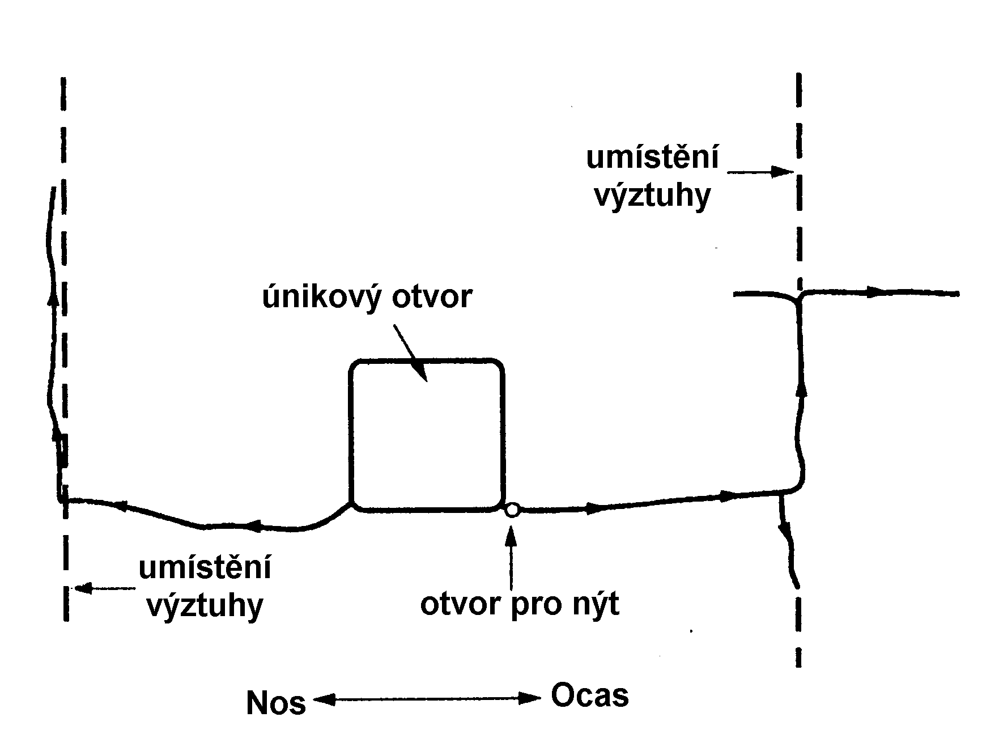 umístění
výztuhy
únikový otvor
umístění
výztuhy
otvor pro nýt
Nos
Ocas